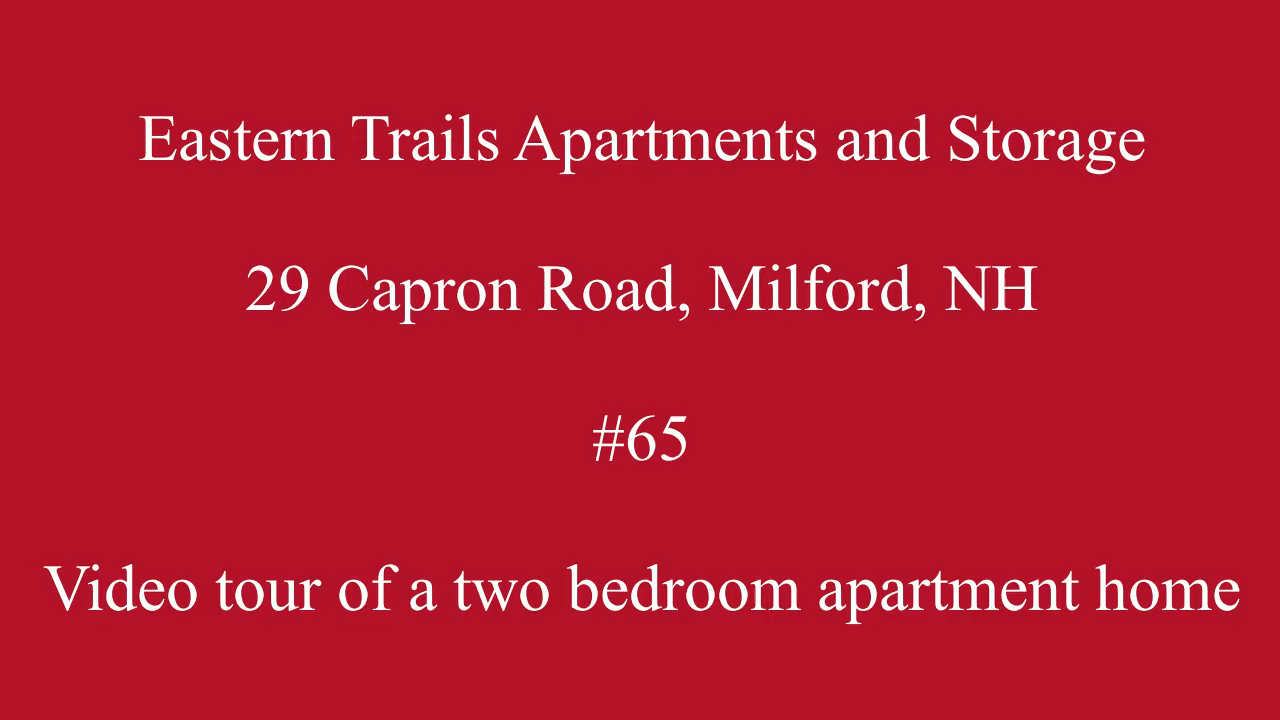 Eastern Trails Apartments and Storage
29 Capron Road, Milford, NH
#65
Video tour of a two bedroom apartment home